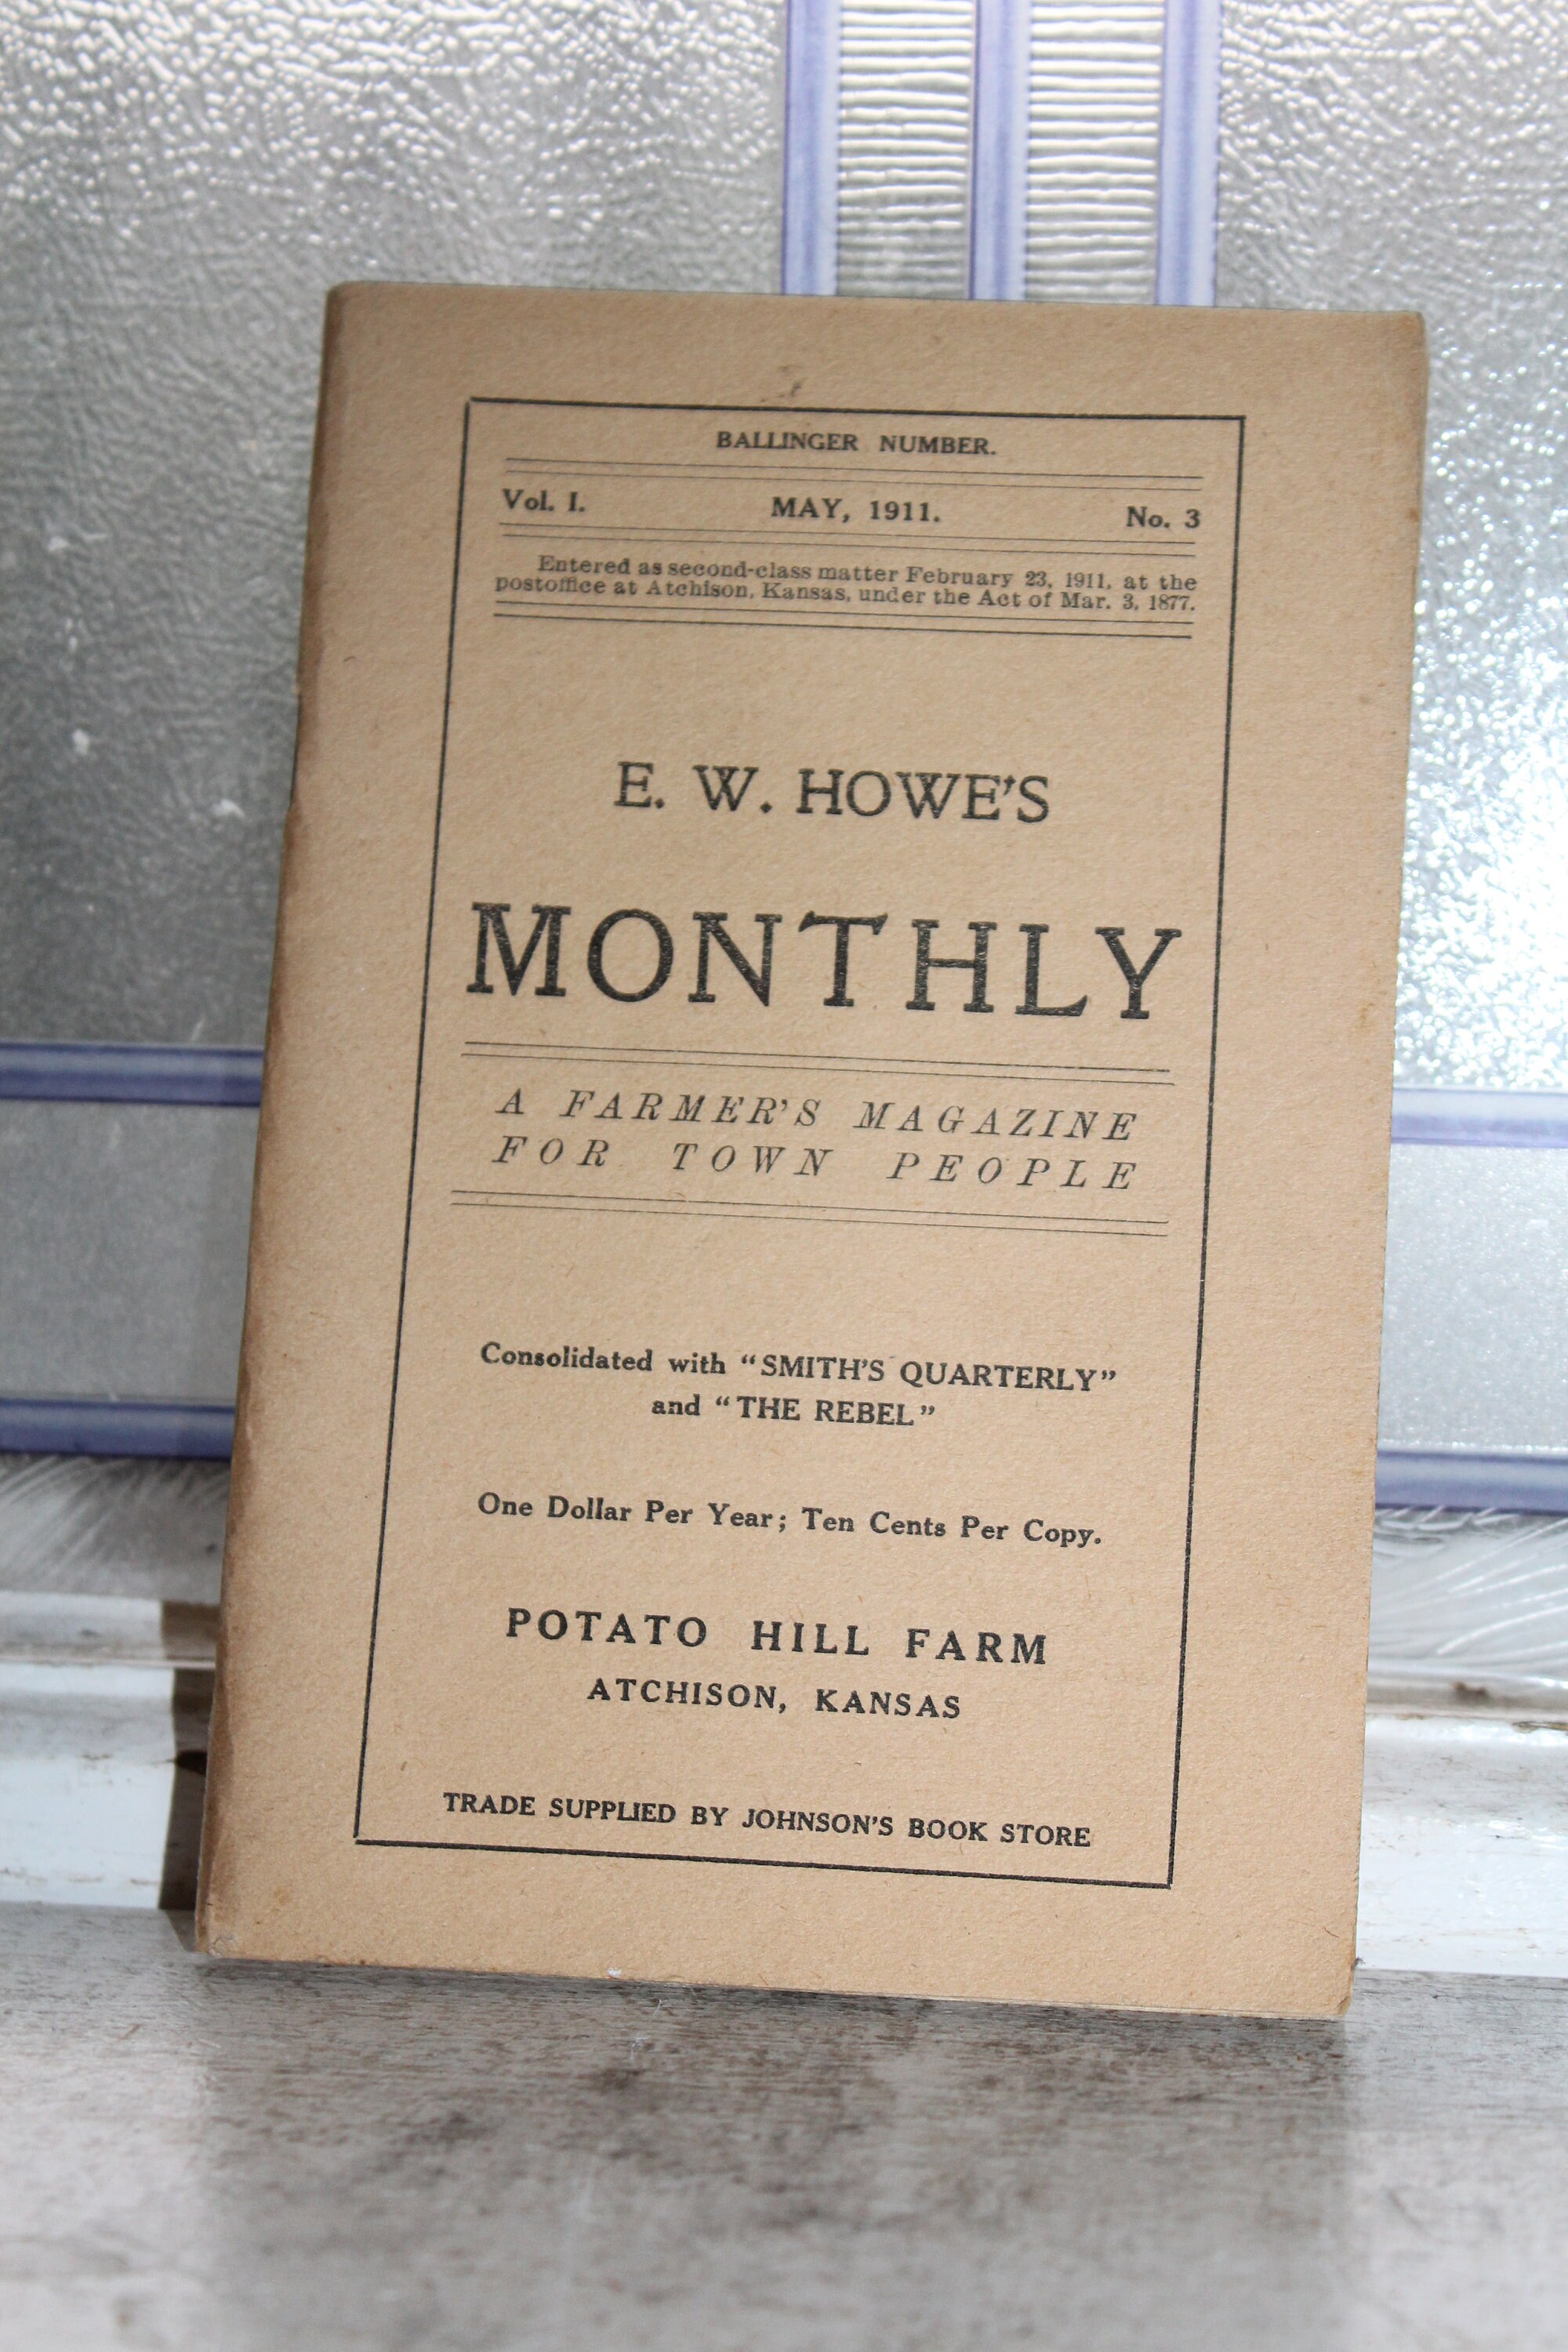 BALLINGER NUMBER.
Vol. I. MAY, 1911. No. 3
Entered as second-class matter February 23, 1911, at the
postoffice at Atchison, Kansas, under the Act of Mar. 3, 1877.
E. W. HOWE'S
MONTHLY
A FARMER'S MAGAZINE
FOR TOWN PEOPLE
Consolidated with "SMITH'S QUARTERLY"
and "THE REBEL"
One Dollar Per Year; Ten Cents Per Copy.
POTATO HILL FARM
ATCHISON, KANSAS
TRADE SUPPLIED BY JOHNSON'S BOOK STORE